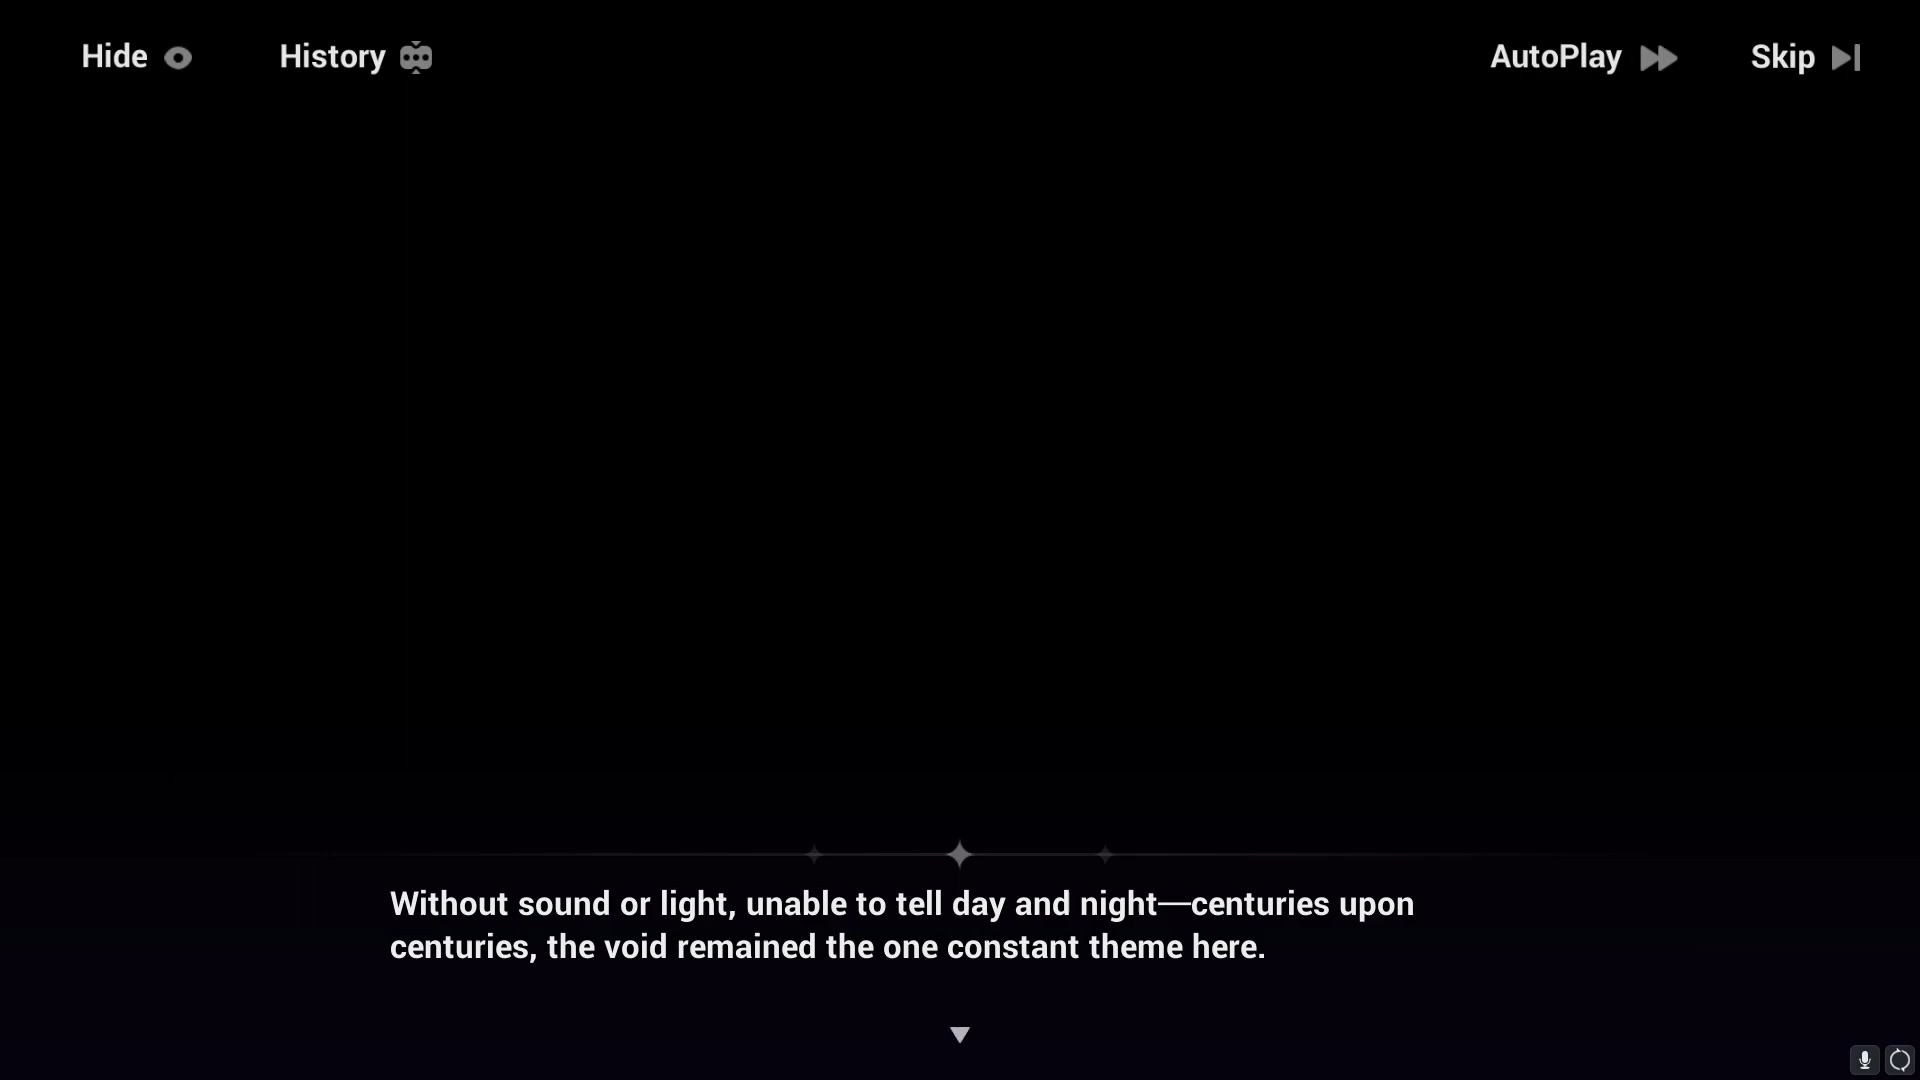 Hide
History
AutoPlay
Skip
Without sound or light, unable to tell day and night—centuries upon
centuries, the void remained the one constant theme here.